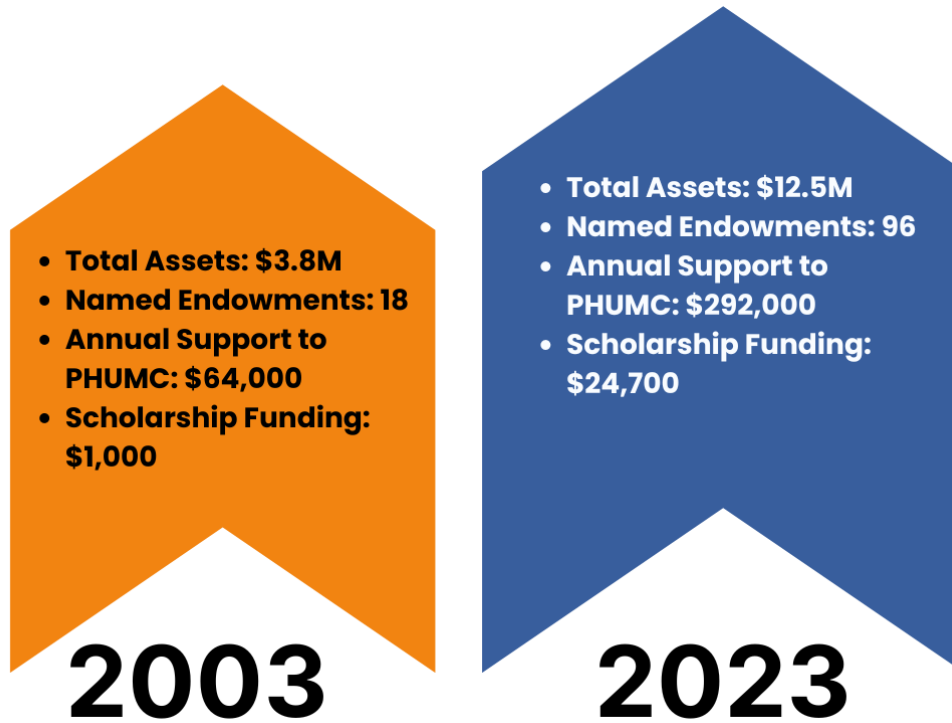 • Total Assets: $3.8M
• Named Endowments: 18
• Annual Support to
PHUMC: $64,000
• Scholarship Funding:
$1,000
2003
• Total Assets: $12.5M
• Named Endowments: 96
• Annual Support to
PHUMC: $292,000
• Scholarship Funding:
$24,700
2023